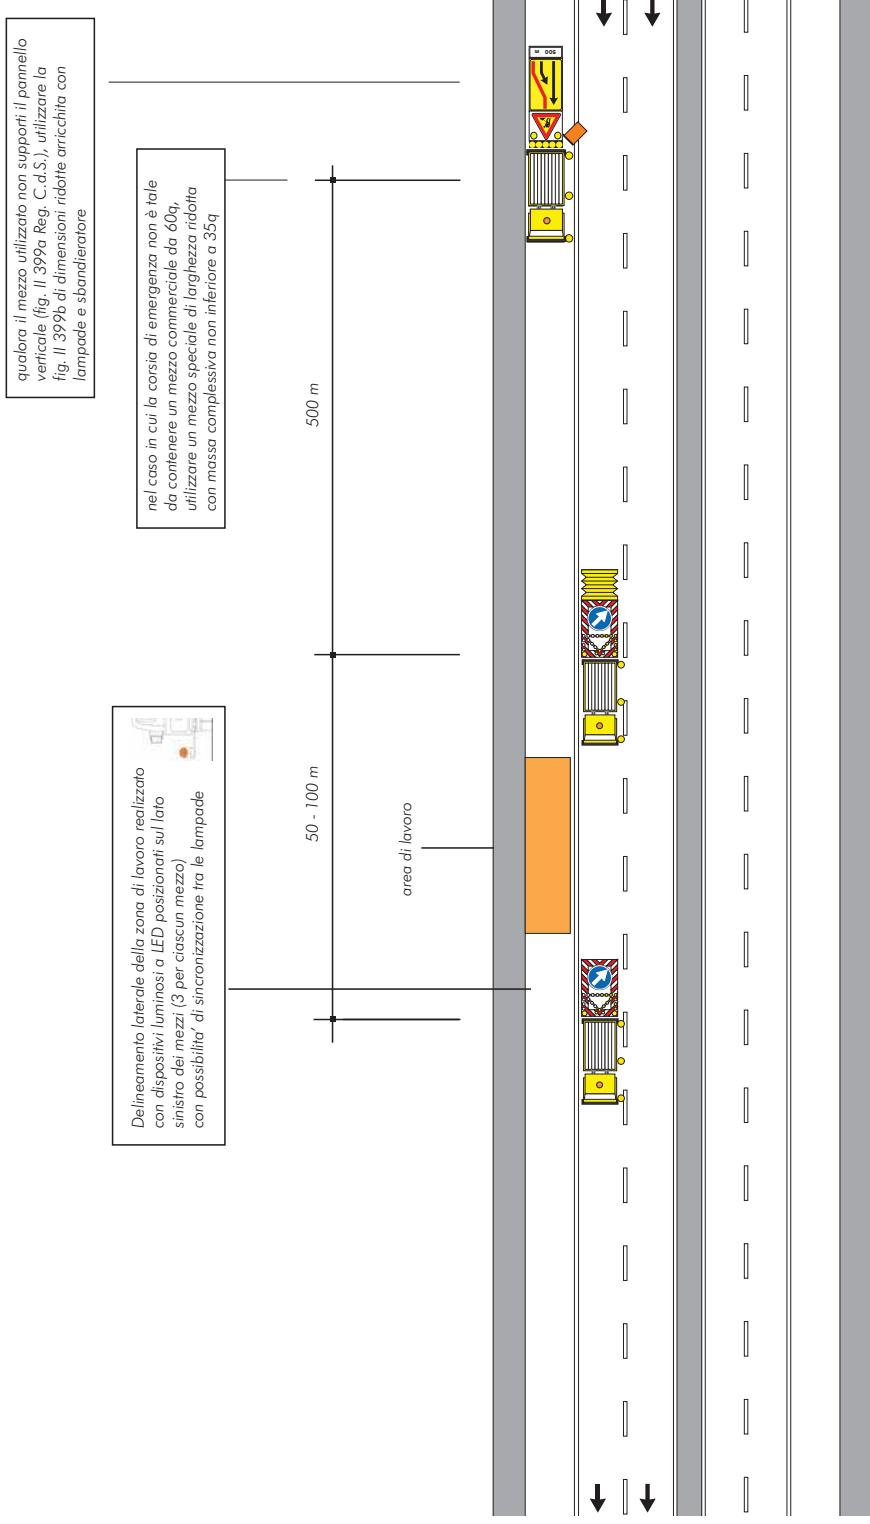 qualora il mezzo utilizzato non supporti il pannello
verticale (fig. II 399a Reg. C.d.S.), utilizzare la
fig. II 399b di dimensioni ridotte arricchita con
lampade e sbandieratore
nel caso in cui la corsia di emergenza non è tale
da contenere un mezzo commerciale da 60q,
utilizzare un mezzo speciale di larghezza ridotta
con massa complessiva non inferiore a 35q
500 m
500 m
Delineamento laterale della zona di lavoro realizzato
con dispositivi luminosi a LED posizionati sul lato
sinistro dei mezzi (3 per ciascun mezzo)
con possibilita' di sincronizzazione tra le lampade
50 - 100 m
area di lavoro